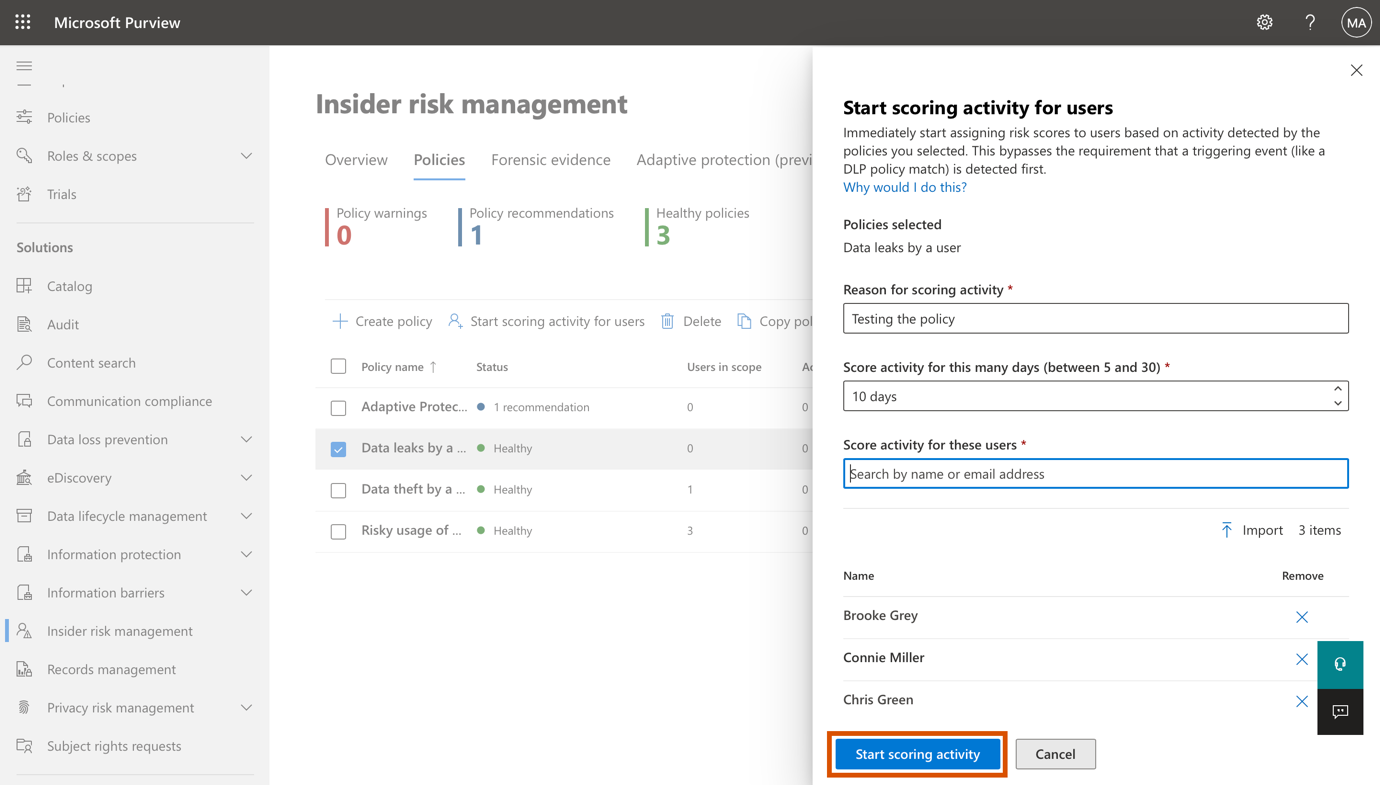 Microsoft Purview
MA
Policies
Roles & scopes
Trials
Solutions
Catalog
Audit
Content search
Communication compliance
Data loss prevention
eDiscovery
Data lifecycle management
Information protection
Information barriers
Insider risk management
Records management
Privacy risk management
Subject rights requests
Insider risk management
Overview Policies Forensic evidence Adaptive protection (previ
Policy warnings Policy recommendations Healthy policies
0 1 3
Create policy Start scoring activity for users Delete Copy pol
Policy name ↑ Status Users in scope Ac
Adaptive Protec... 1 recommendation 0 0
Data leaks by a ... Healthy 0 0
Data theft by a ... Healthy 1 0
Risky usage of ... Healthy 3 0
Start scoring activity for users
Immediately start assigning risk scores to users based on activity detected by the
policies you selected. This bypasses the requirement that a triggering event (like a
DLP policy match) is detected first.
Why would I do this?
Policies selected
Data leaks by a user
Reason for scoring activity *
Testing the policy
Score activity for this many days (between 5 and 30) *
10 days
Score activity for these users *
Search by name or email address
Import 3 items
Name Remove
Brooke Grey
Connie Miller
Chris Green
Start scoring activity Cancel